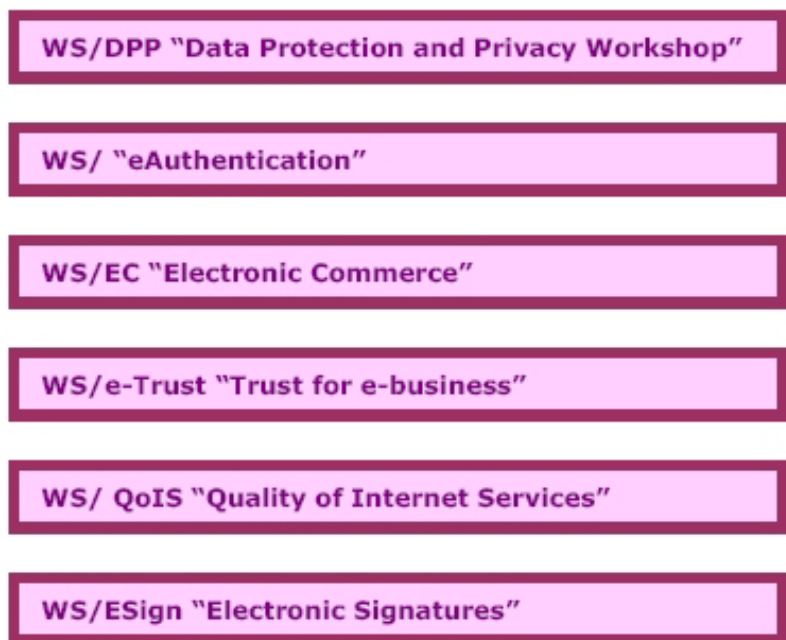 WS/DPP “Data Protection and Privacy Workshop”
WS/ “eAuthentication”
WS/EC “Electronic Commerce”
WS/e-Trust “Trust for e-business”
WS/ QoIS “Quality of Internet Services”
WS/ESign “Electronic Signatures”